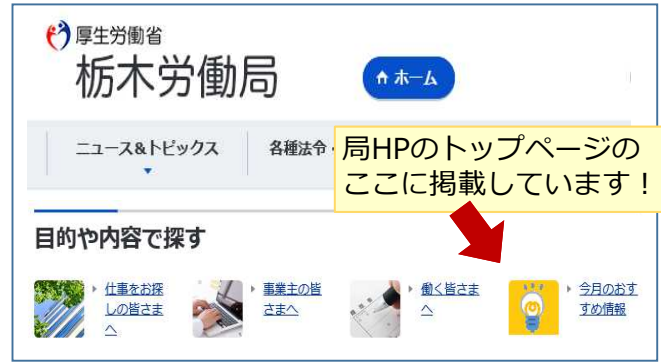 厚生労働省
栃木労働局
ホーム
ニュース&トピックス
各種法令・
局HPのトップページの
ここに掲載しています！
目的や内容で探す
仕事をお探
しの皆さま
へ
事業主の皆
さまへ
働く皆さま
へ
今月のおす
すめ情報